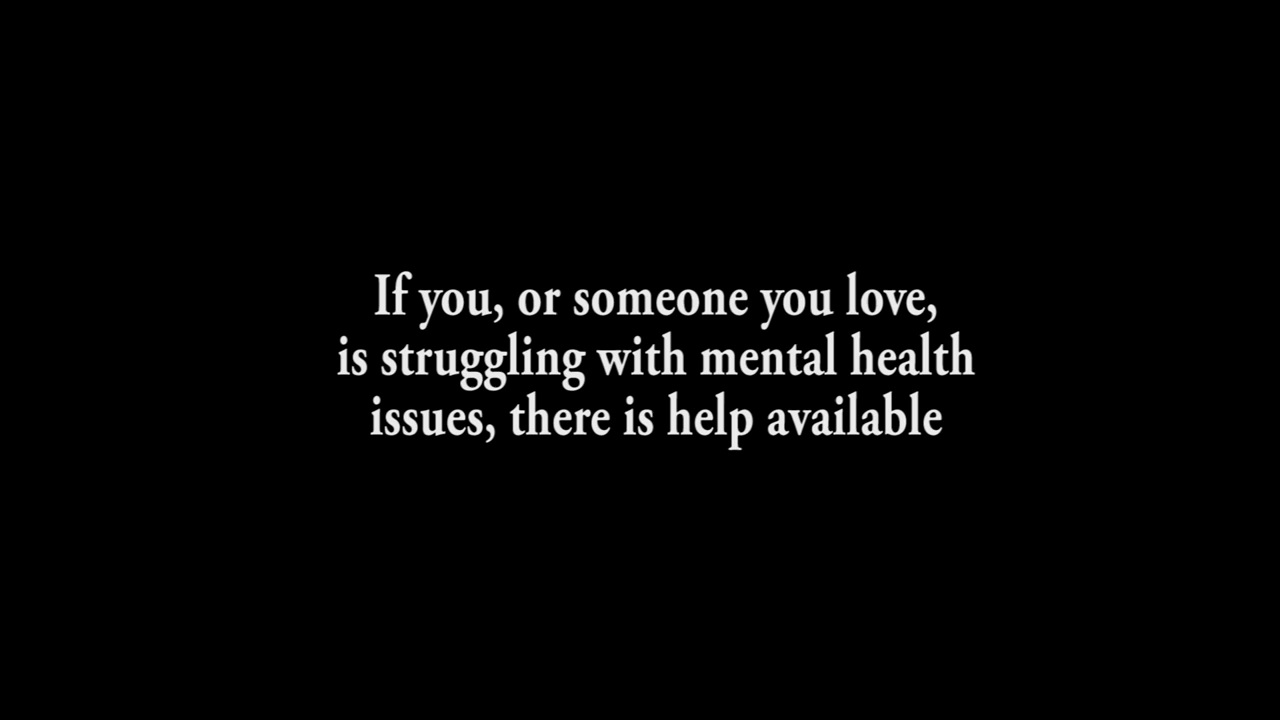 If you, or someone you love,
is struggling with mental health
issues, there is help available